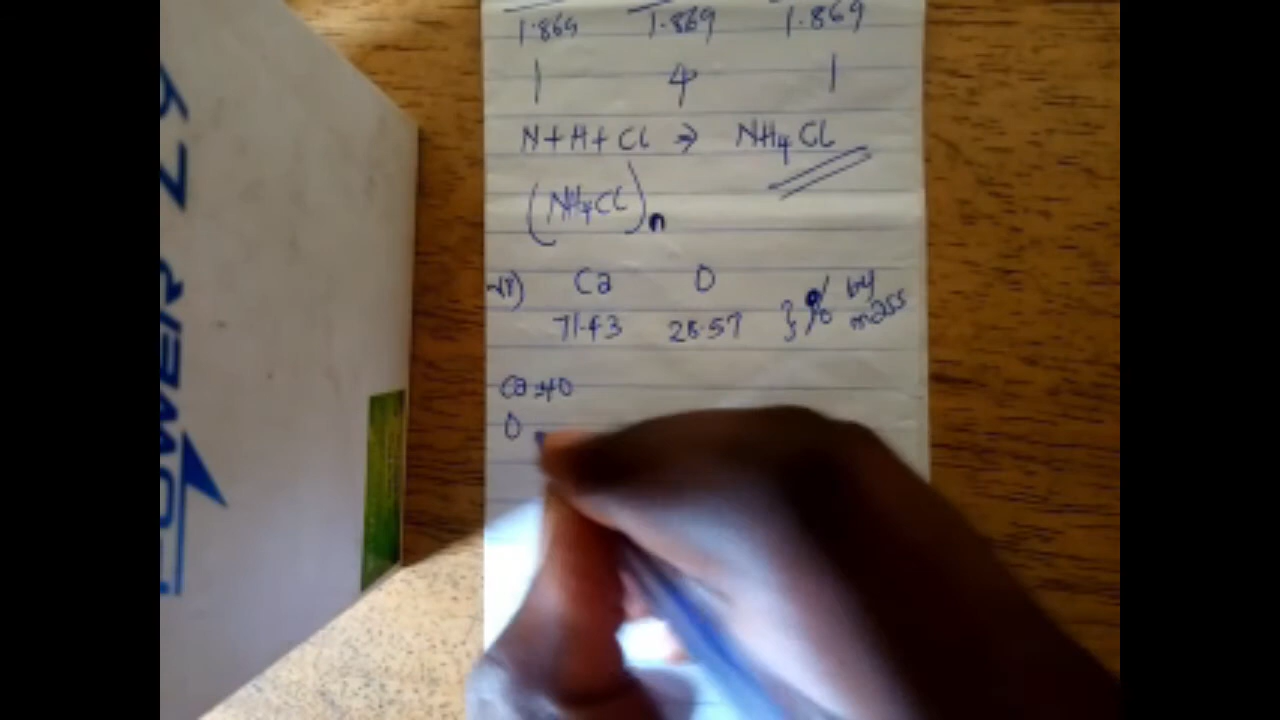 1.869 1.869 1.869
1 4 1
N + H + Cl ⇒ NH4Cl
(NH4Cl)n
Ca O } % by mass
71.43 28.57
Ca = 40
O
POWER